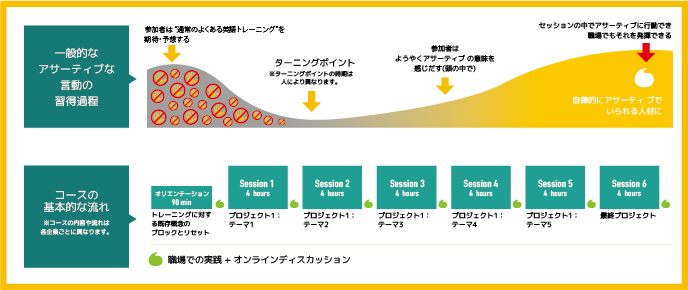 一般的な
アサーティブな
言動の
習得過程
参加者は “通常のよくある英語トレーニング”を
期待・予想する
ターニングポイント
※ターニングポイントの時期は
人により異なります。
参加者は
ようやくアサーティブ の意味を
感じだす(頭の中で)
セッションの中でアサーティブに行動でき
職場でもそれを発揮できる
自律的にアサーティブで
いられる人材に
コースの
基本的な流れ
※コースの内容や流れは
各企業ごとに異なります。
オリエンテーション
90 min
トレーニングに対す
る既存概念の
ブロックとリセット
Session 1
4 hours
プロジェクト1：
テーマ1
Session 2
4 hours
プロジェクト1：
テーマ2
Session 3
4 hours
プロジェクト1：
テーマ3
Session 4
4 hours
プロジェクト1：
テーマ4
Session 5
4 hours
プロジェクト1：
テーマ5
Session 6
4 hours
最終プロジェクト
職場での実践 + オンラインディスカッション